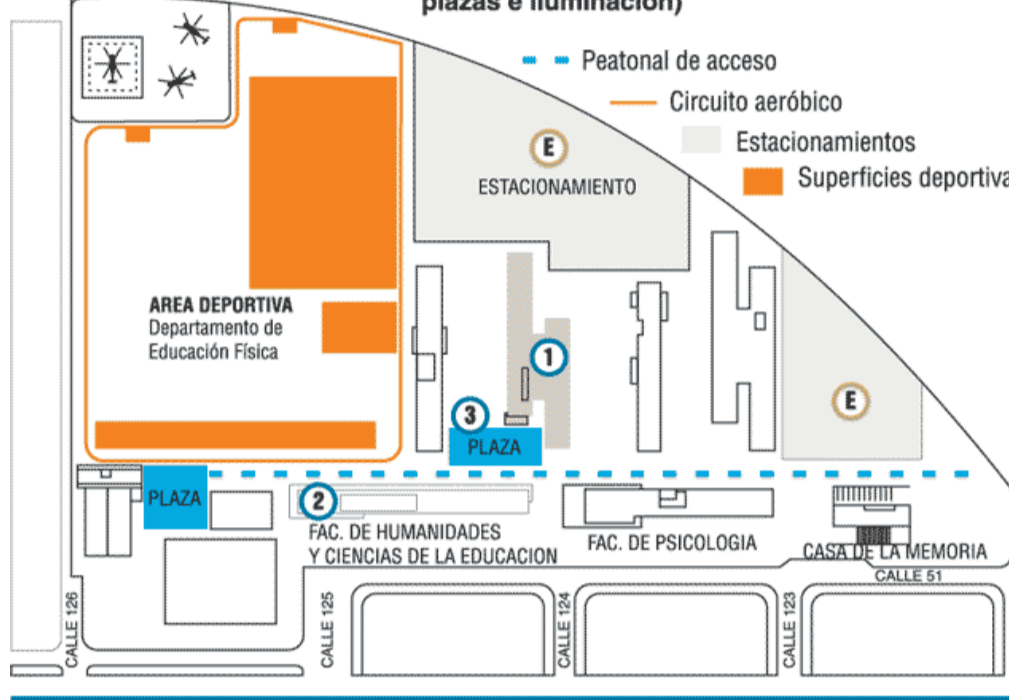 plazas e iluminación)
Peatonal de acceso
Circuito aeróbico
Estacionamientos
Superficies deportiva
E
ESTACIONAMIENTO
AREA DEPORTIVA
Departamento de
Educación Física
1
E
3
PLAZA
PLAZA
2
FAC. DE HUMANIDADES
Y CIENCIAS DE LA EDUCACION
FAC. DE PSICOLOGIA
CASA DE LA MEMORIA
CALLE 51
CALLE 126
CALLE 125
CALLE 124
CALLE 123